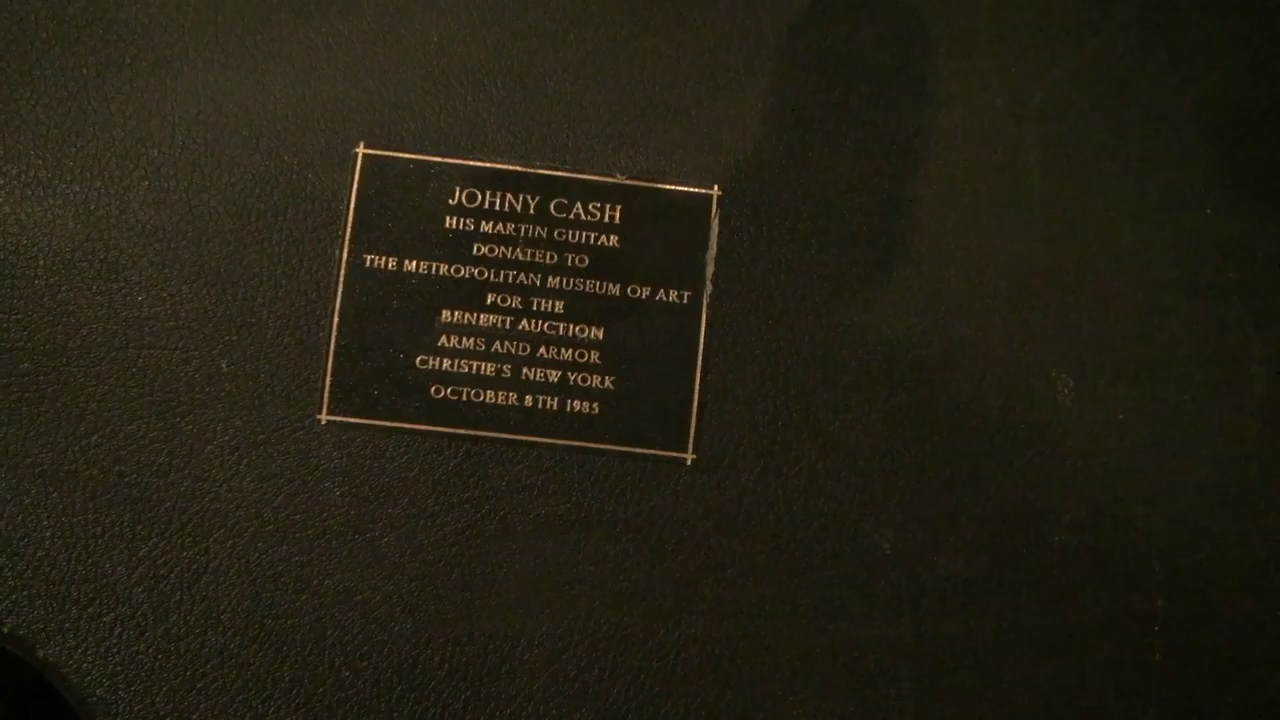 JOHNY CASH
HIS MARTIN GUITAR
DONATED TO
THE METROPOLITAN MUSEUM OF ART
FOR THE
BENEFIT AUCTION
ARMS AND ARMOR
CHRISTIE'S NEW YORK
OCTOBER 8TH 1985